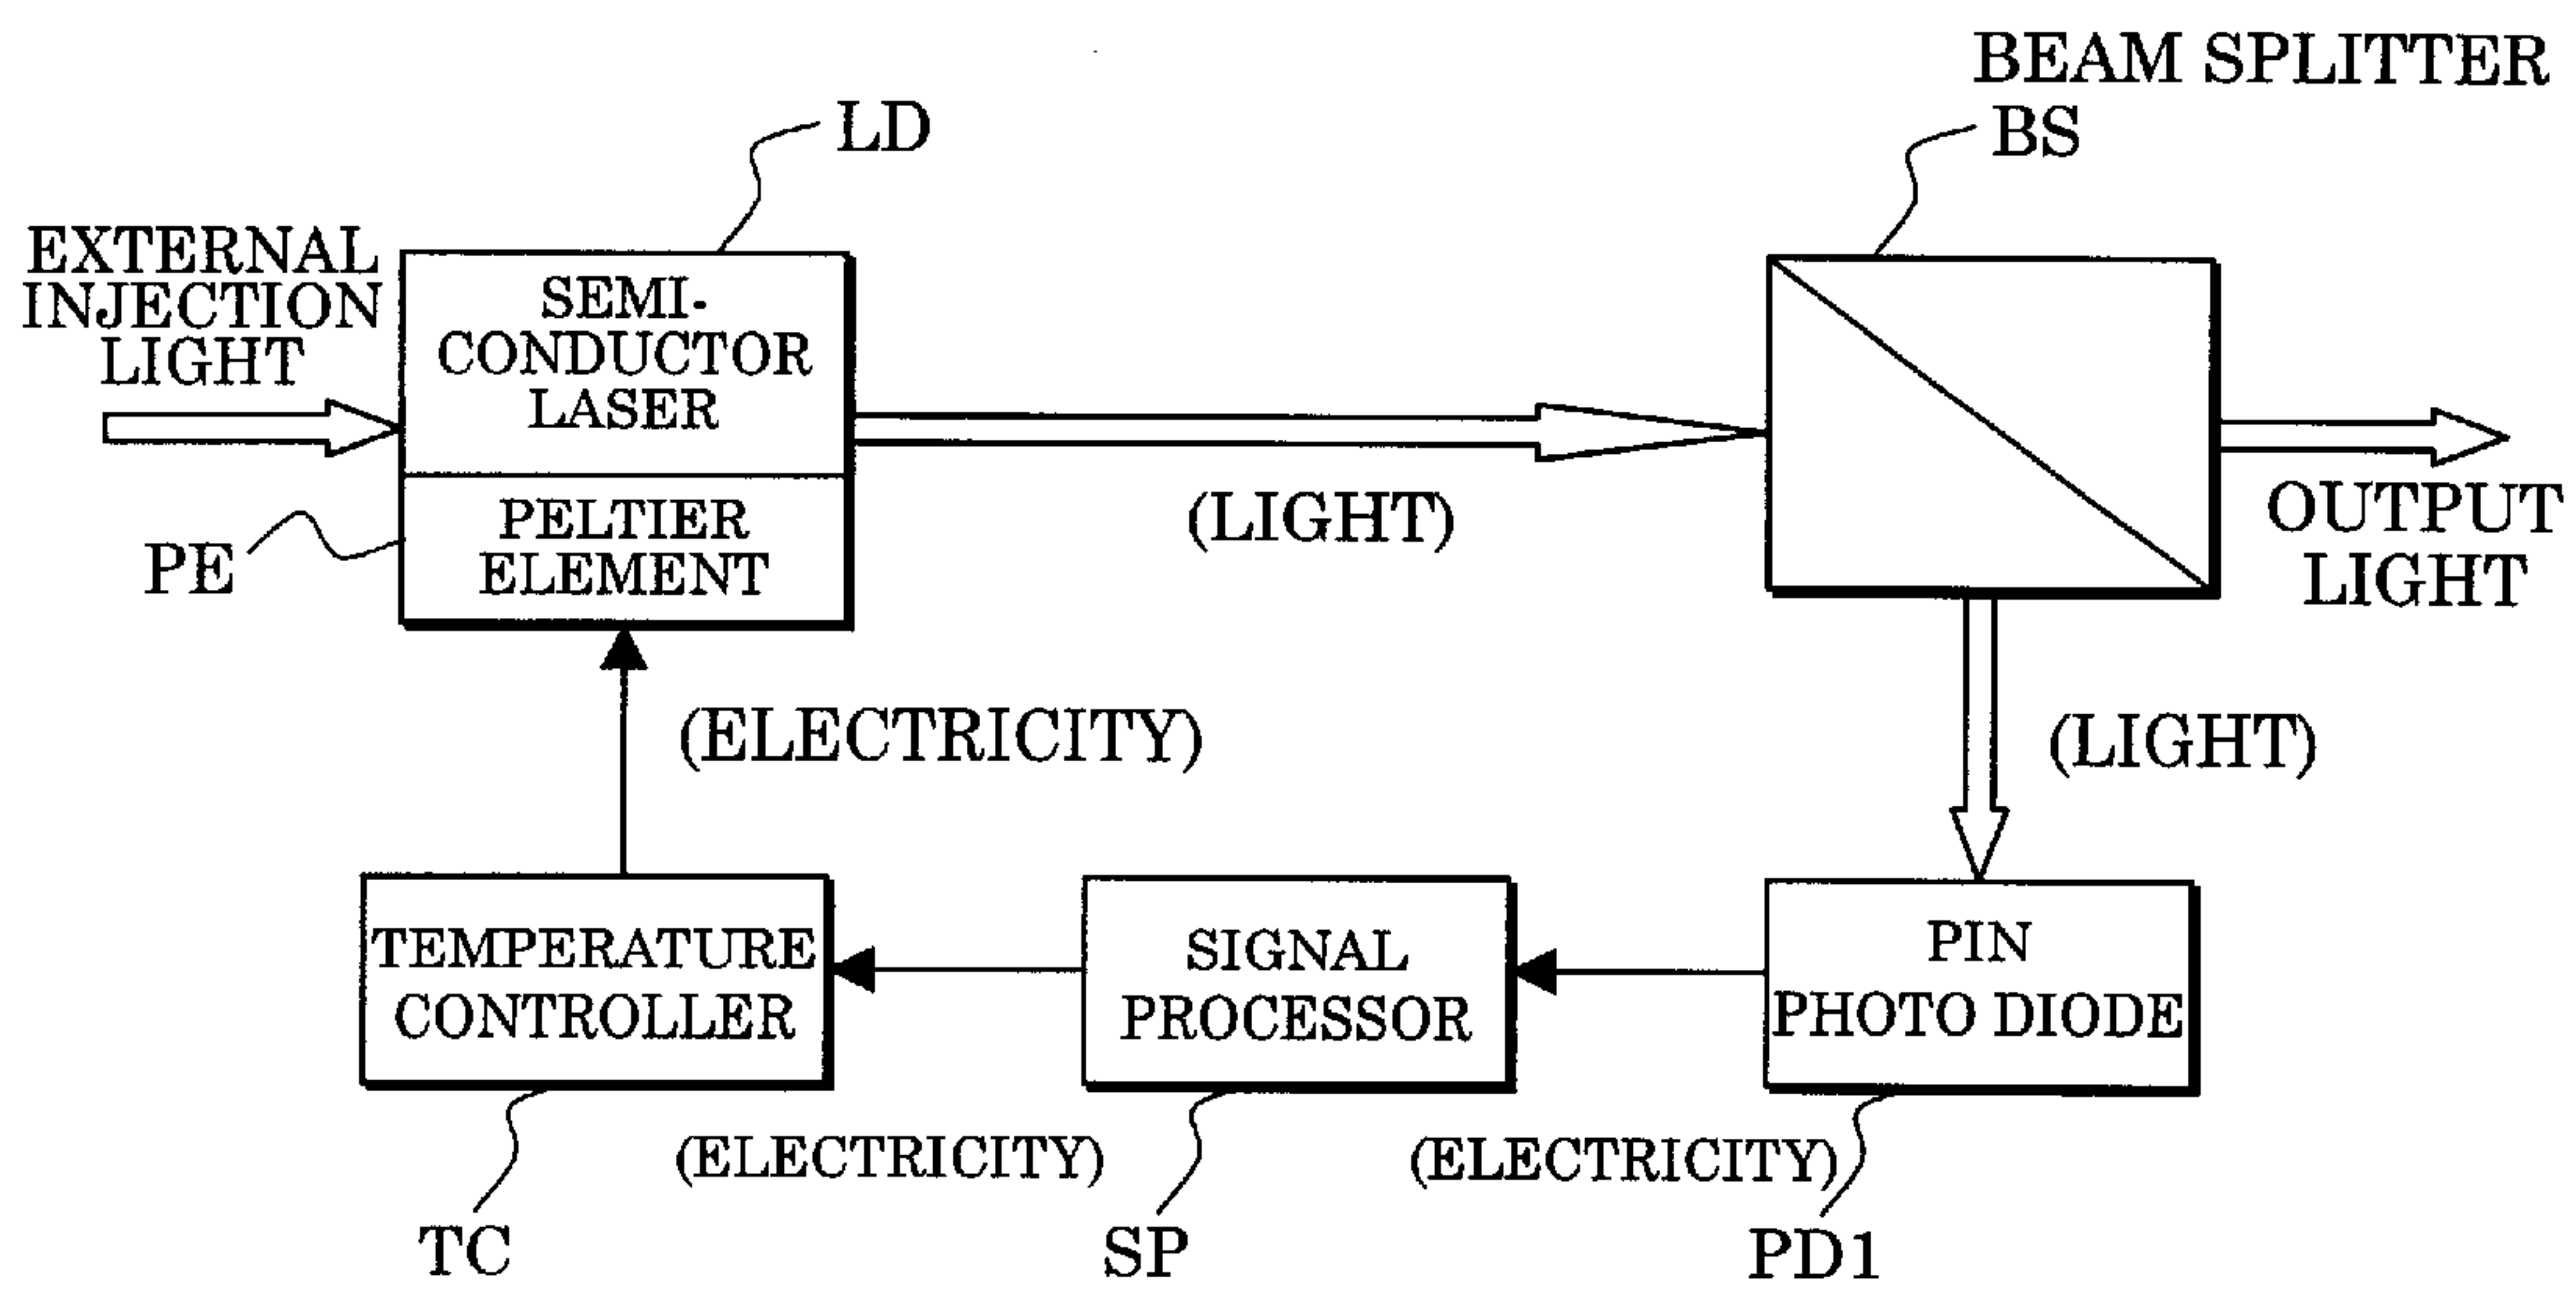 BEAM SPLITTER
BS
LD
EXTERNAL
INJECTION
LIGHT
SEMI-
CONDUCTOR
LASER
PELTIER
ELEMENT
PE
(LIGHT)
OUTPUT
LIGHT
(ELECTRICITY)
(LIGHT)
TEMPERATURE
CONTROLLER
SIGNAL
PROCESSOR
PIN
PHOTO DIODE
(ELECTRICITY)
(ELECTRICITY)
TC
SP
PD1